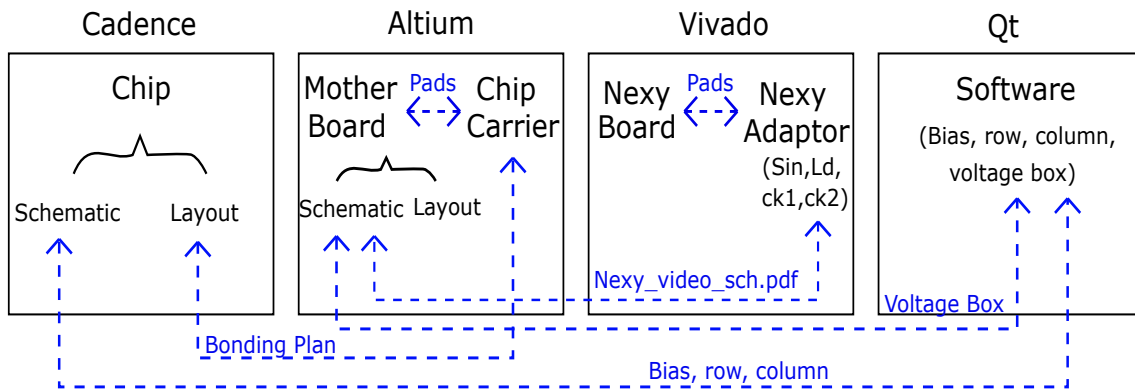 Cadence
Altium
Vivado
Qt
Chip
Schematic
Layout
Mother
Board
Pads
Chip
Carrier
Schematic
Layout
Nexy
Board
Pads
Nexy
Adaptor
(Sin,Ld,
ck1,ck2)
Software
(Bias, row, column,
voltage box)
Nexy_video_sch.pdf
Voltage Box
Bonding Plan
Bias, row, column